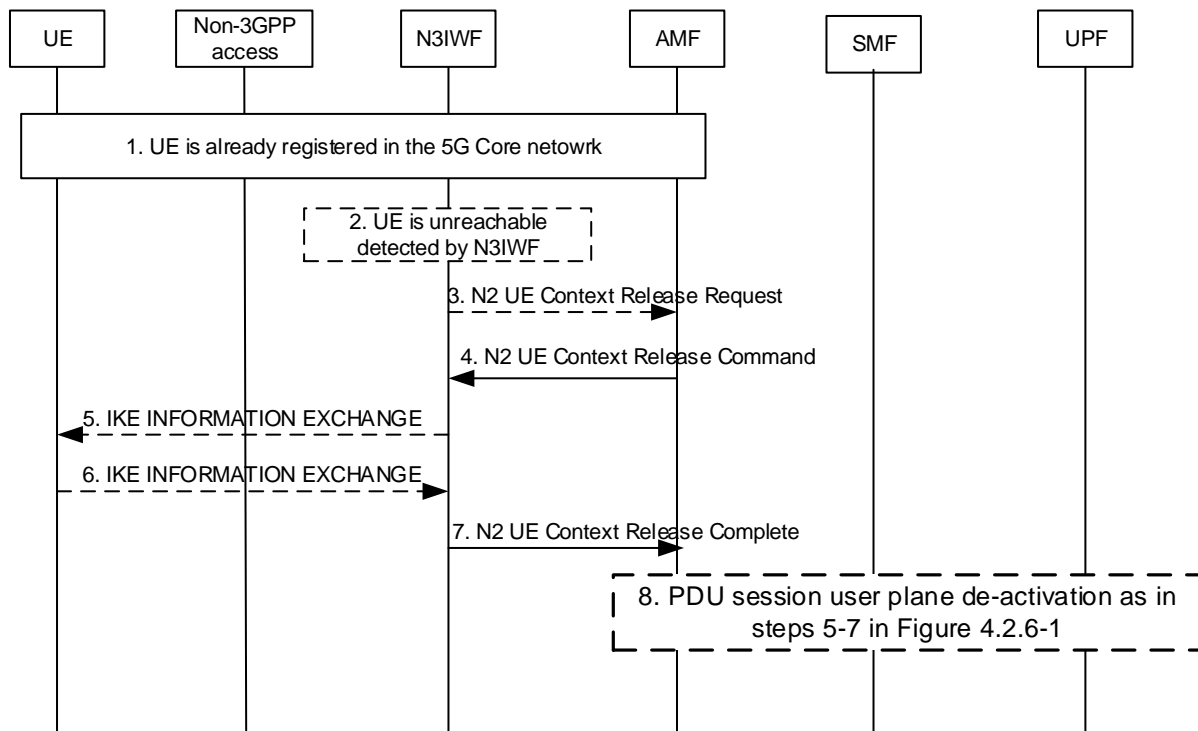 UE
Non-3GPP
access
N3IWF
AMF
SMF
UPF
1. UE is already registered in the 5G Core netowrk
2. UE is unreachable
detected by N3IWF
3. N2 UE Context Release Request
4. N2 UE Context Release Command
5. IKE INFORMATION EXCHANGE
6. IKE INFORMATION EXCHANGE
7. N2 UE Context Release Complete
8. PDU session user plane de-activation as in
steps 5-7 in Figure 4.2.6-1